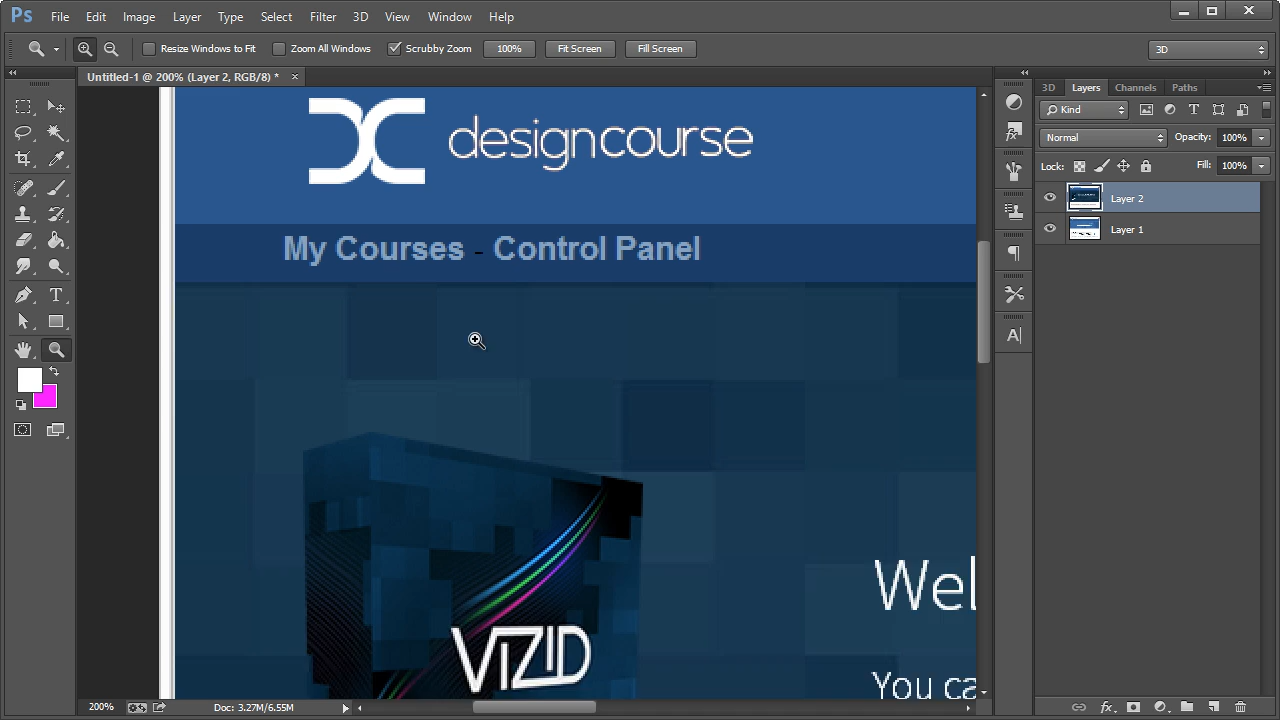 Ps File Edit Image Layer Type Select Filter 3D View Window Help
Resize Windows to Fit Zoom All Windows Scrubby Zoom 100% Fit Screen Fill Screen 3D
Untitled-1 @ 200% (Layer 2, RGB/8) * ×
3D Layers Channels Paths
Kind
Normal Opacity: 100%
Lock: Fill: 100%
Layer 2
Layer 1
designcourse
My Courses - Control Panel
Wel
VIZID
You ca
200% Doc: 3.27M/6.55M